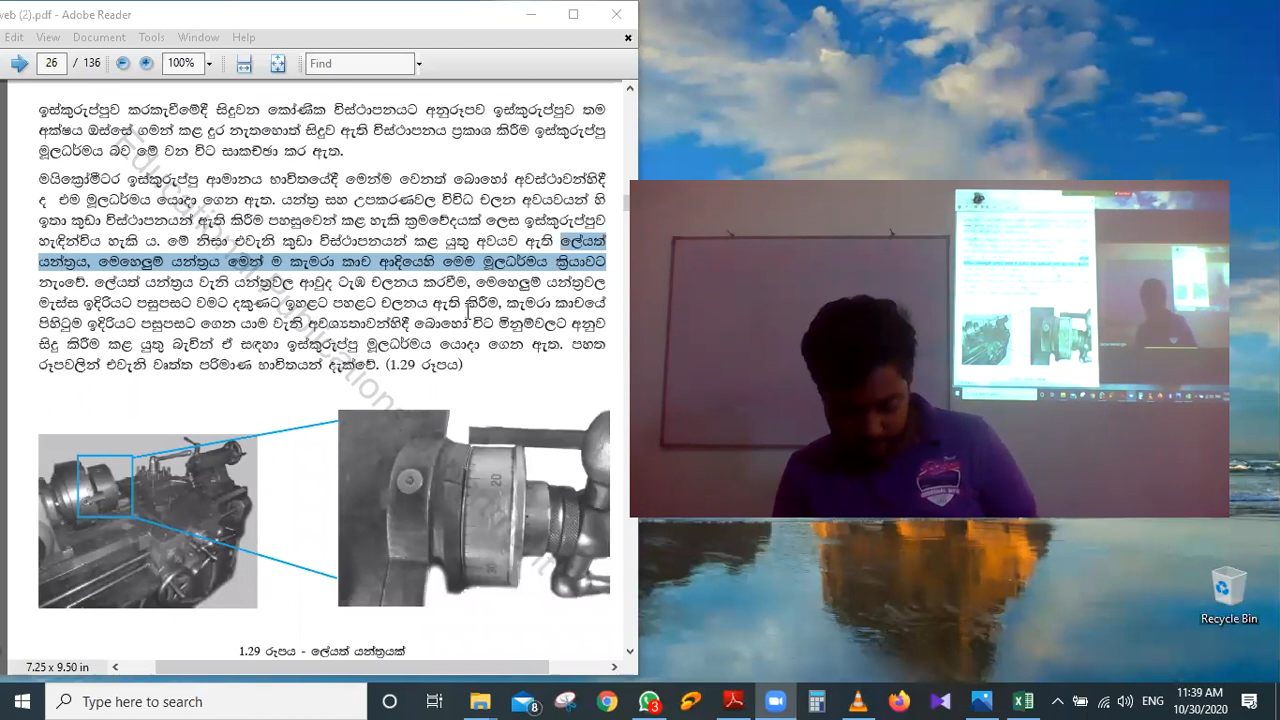 web (2).pdf - Adobe Reader
Edit View Document Tools Window Help
26 / 136 100% Find
ඉස්කුරුප්පුව කරකැවීමේදී සිදුවන කෝණික විස්ථාපනයට අනුරූපව ඉස්කුරුප්පුව තම
අක්ෂය ඔස්සේ ගමන් කළ දුර නැතහොත් සිදුව ඇති විස්ථාපනය ප්‍රකාශ කිරීම ඉස්කුරුප්පු
මූලධර්මය බව මේ වන විට සාකච්ඡා කර ඇත.
මයික්‍රෝමීටර ඉස්කුරුප්පු ආමානය භාවිතයේදී මෙන්ම වෙනත් බොහෝ අවස්ථාවන්හිදී
ද එම මූලධර්මය යොදා ගෙන ඇත. යන්ත්‍ර සහ උපකරණවල විවිධ චලන අවයවයන් හි
ඉතා කුඩා විස්ථාපනයන් ඇති කිරීම සඳහා වෙන් කළ හැකි ක්‍රමවේදයක් ලෙස ඉස්කුරුප්පුව
හැඳින්විය හැකි ය. මේ නිසා එවැනි කුඩා විස්ථාපනයන් කළ යුතු අවයව ඇති ලේයත්
යන්ත්‍රය, මෙහෙලුම් යන්ත්‍රය මෙන් ම කැමරා කාච ආදියෙහි මෙම මූලධර්මය ක්‍රියාවට
නැංවේ. ලේයත් යන්ත්‍රය වැනි යන්ත්‍රවල ආවුද ටැඹ චලනය කරවීම, මෙහෙලුම් යන්ත්‍රවල
මැස්ස ඉදිරියට පසුපසට වමට දකුණට ඉහළට පහළට චලනය ඇති කිරීම, කැමරා කාචයේ
පිහිටුම ඉදිරියට පසුපසට ගෙන යාම වැනි අවශ්‍යතාවන්හිදී බොහෝ විට මිනුම්වලට අනුව
සිදු කිරීම කළ යුතු බැවින් ඒ සඳහා ඉස්කුරුප්පු මූලධර්මය යොදා ගෙන ඇත. පහත
රූපවලින් එවැනි වෘත්ත පරිමාණ භාවිතයන් දැක්වේ. (1.29 රූපය)
Educational Publications
20
1.29 රූපය - ලේයත් යන්ත්‍රයක්
7.25 x 9.50 in
Recycle Bin
Type here to search
8
3
ENG
11:39 AM
10/30/2020